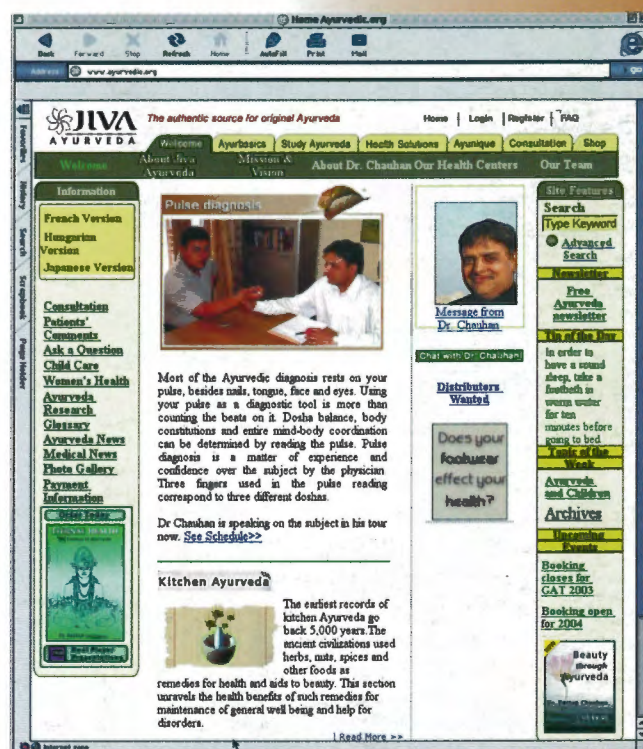 Home Ayurvedic.org
Back Forward Stop Refresh Home AutoFill Print Mail
Address www.ayurvedic.org go
Favorites
History
Search
Scrapbook
Page Holder
JIVA
AYURVEDA
The authentic source for original Ayurveda
Home | Login | Register | FAQ
Welcome Ayurbasics Study Ayurveda Health Solutions Ayunique Consultation Shop
Welcome About Jiva Ayurveda Mission & Vision About Dr. Chauhan Our Health Centers Our Team
Information
French Version
Hungarian
Version
Japanese Version
Consultation
Patients'
Comments
Ask a Question
Child Care
Women's Health
Ayurveda
Research
Glossary
Ayurveda News
Medical News
Photo Gallery
Payment
Information
Order Today
Real Player
Presentations
Pulse diagnosis
Most of the Ayurvedic diagnosis rests on your
pulse, besides nails, tongue, face and eyes. Using
your pulse as a diagnostic tool is more than
counting the beats on it. Dosha balance, body
constitutions and entire mind-body coordination
can be determined by reading the pulse. Pulse
diagnosis is a matter of experience and
confidence over the subject by the physician.
Three fingers used in the pulse reading
correspond to three different doshas.
Dr Chauhan is speaking on the subject in his tour
now. See Schedule>>
Kitchen Ayurveda
The earliest records of
kitchen Ayurveda go
back 5,000 years.The
ancient civilizations used
herbs, nuts, spices and
other foods as
remedies for health and aids to beauty. This section
unravels the health benefits of such remedies for
maintenance of general well being and help for
disorders.
| Read More >>
Message from
Dr. Chauhan
Chat with Dr. Chauhan!
Distributors
Wanted
Does your
footwear
effect your
health?
Site Features
Search
Type Keyword
Advanced
Search
Newsletter
Free
Ayurveda
newsletter
Tip of the Day
In order to
have a sound
sleep, take a
footbath in
warm water
for ten
minutes before
going to bed
Topic of the
Week
Ayurveda
and Children
Archives
Upcoming
Events
Booking
closes for
GAT 2003
Booking open
for 2004
Beauty
through
Ayurveda
Internet zone